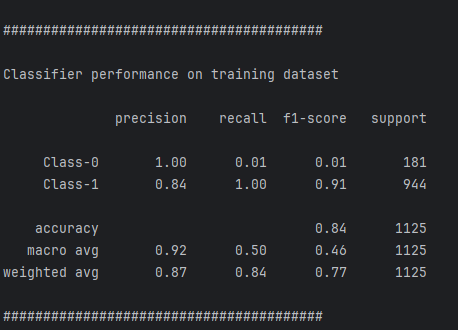 ########################################
Classifier performance on training dataset
precision recall f1-score support
Class-0 1.00 0.01 0.01 181
Class-1 0.84 1.00 0.91 944
accuracy 0.84 1125
macro avg 0.92 0.50 0.46 1125
weighted avg 0.87 0.84 0.77 1125
########################################